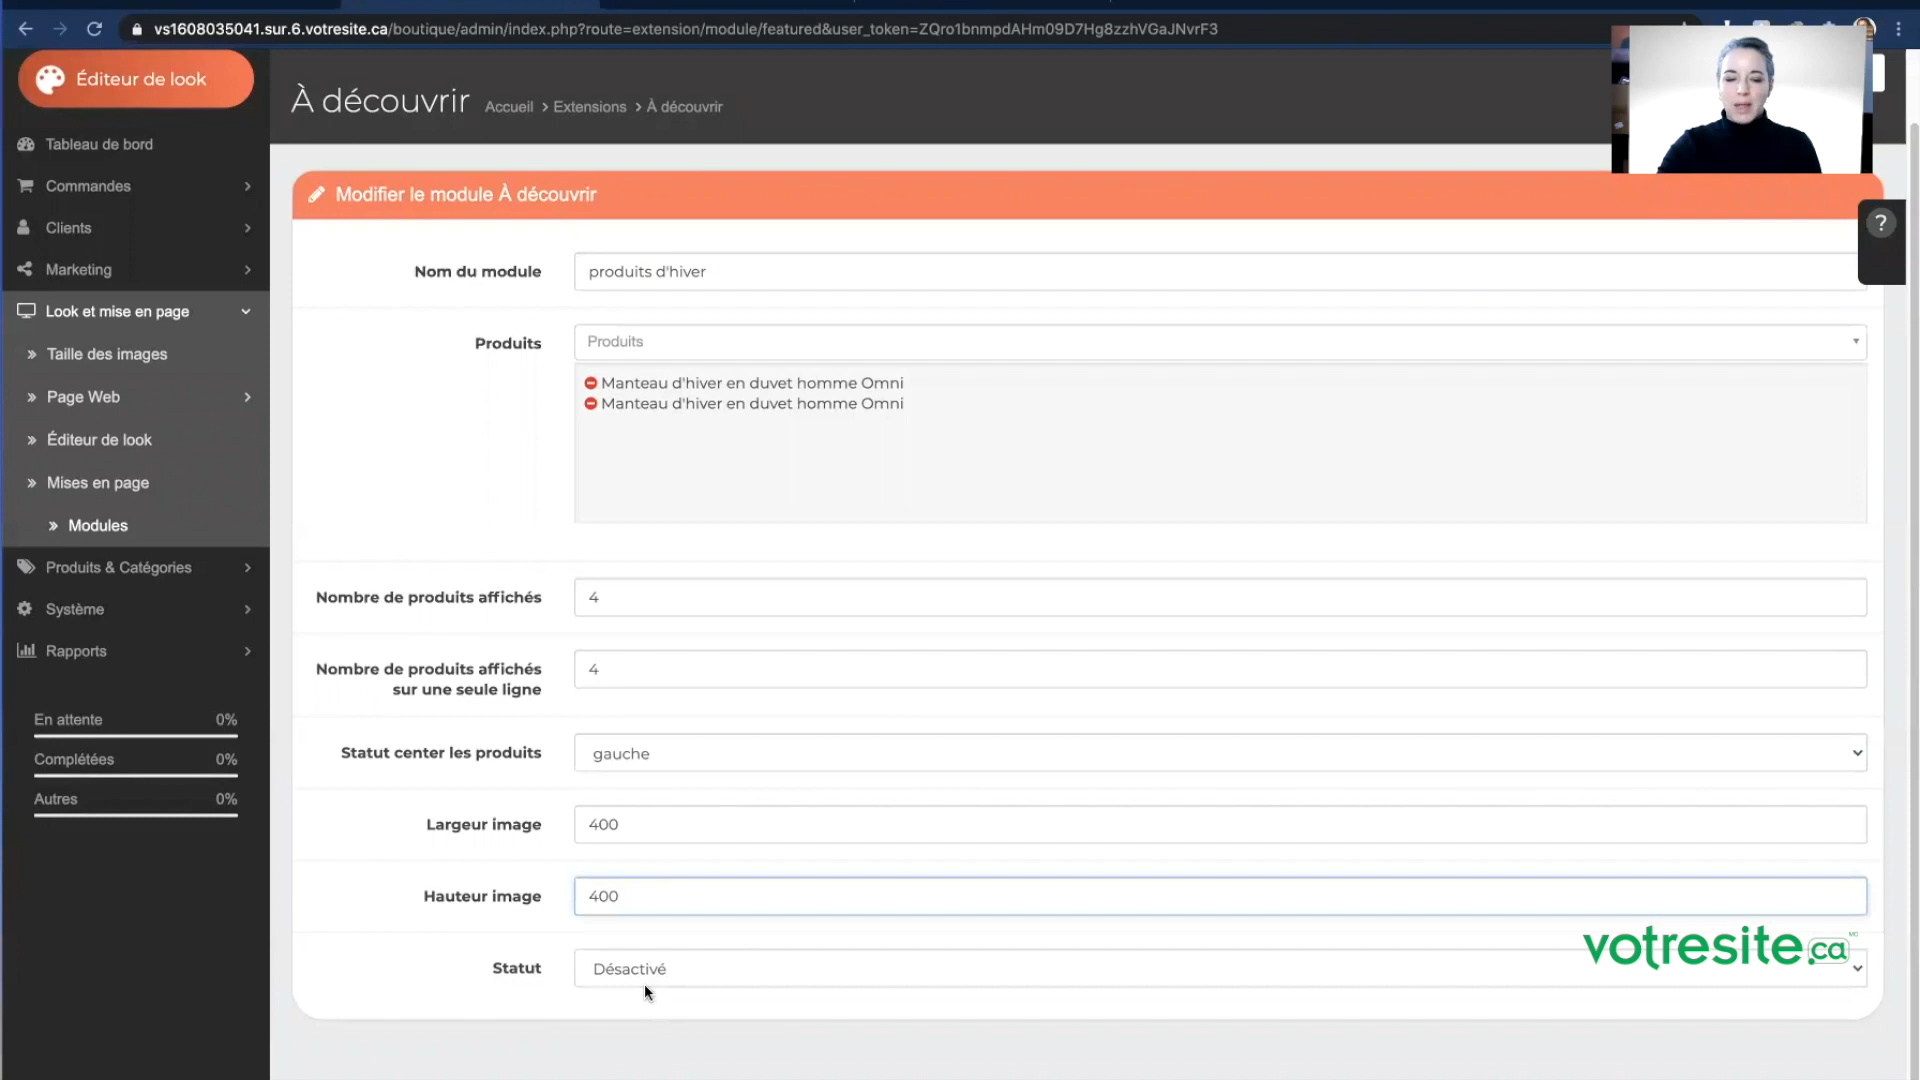 vs1608035041.sur.6.votresite.ca/boutique/admin/index.php?route=extension/module/featured&user_token=ZQro1bnmpdAHm09D7Hg8zzhVGaJNvrF3
Éditeur de look
À découvrir
Accueil > Extensions > À découvrir
Tableau de bord
Commandes
Clients
Marketing
Look et mise en page
» Taille des images
» Page Web
» Éditeur de look
» Mises en page
» Modules
Produits & Catégories
Système
Rapports
En attente 0%
Complétées 0%
Autres 0%
Modifier le module À découvrir
?
Nom du module produits d'hiver
Produits Produits
Manteau d'hiver en duvet homme Omni
Manteau d'hiver en duvet homme Omni
Nombre de produits affichés 4
Nombre de produits affichés
sur une seule ligne 4
Statut center les produits gauche
Largeur image 400
Hauteur image 400
Statut Désactivé
votresite.ca MC